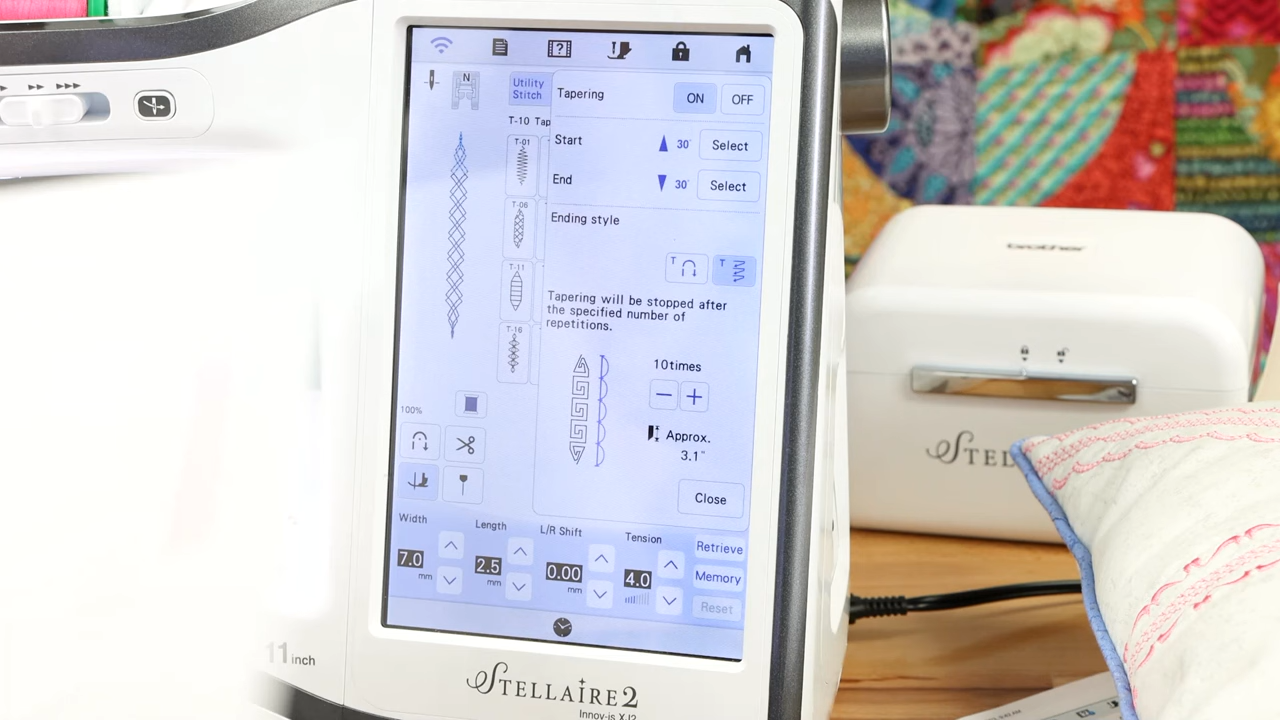 N
Utility
Stitch
T-10 Tap
T-01
T-06
T-11
T-16
Tapering
ON
OFF
Start
30°
Select
End
30°
Select
Ending style
T
T
Tapering will be stopped after
the specified number of
repetitions.
10times
Approx.
3.1"
Close
100%
Width
7.0
mm
Length
2.5
mm
L/R Shift
0.00
mm
Tension
4.0
Retrieve
Memory
Reset
11 inch
STELLAIRE2
Innov-is XJ2
brother
STEL